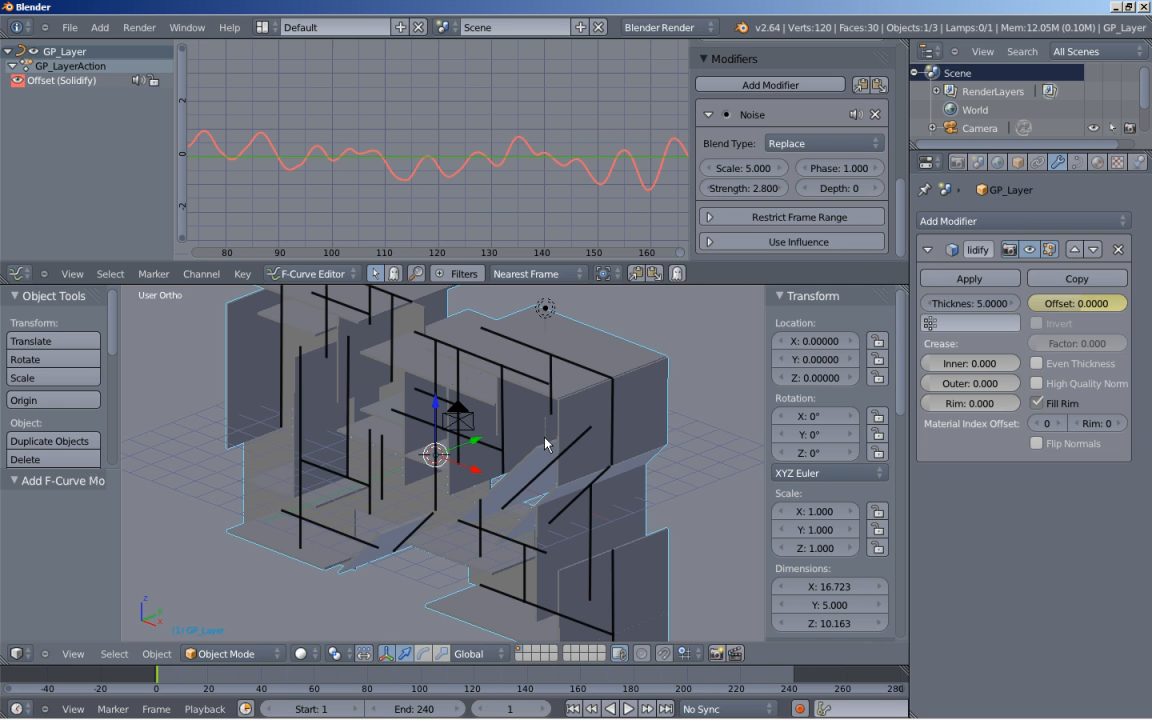 Blender
File Add Render Window Help Default Scene Blender Render v2.64 | Verts:120 | Faces:30 | Objects:1/3 | Lamps:0/1 | Mem:12.05M (0.10M) | GP_Layer
GP_Layer
GP_LayerAction
Offset (Solidify)
2
0
-2
80 90 100 110 120 130 140 150 160
Modifiers
Add Modifier
Noise
Blend Type: Replace
Scale: 5.000 Phase: 1.000
Strength: 2.800 Depth: 0
Restrict Frame Range
Use Influence
View Select Marker Channel Key F-Curve Editor Filters Nearest Frame
View Search All Scenes
Scene
RenderLayers
World
Camera
GP_Layer
Add Modifier
lidify
Apply Copy
Thicknes: 5.0000 Offset: 0.0000
Invert
Crease: Factor: 0.000
Inner: 0.000 Even Thickness
Outer: 0.000 High Quality Norm
Rim: 0.000 Fill Rim
Material Index Offset: 0 Rim: 0
Flip Normals
Object Tools
Transform:
Translate
Rotate
Scale
Origin
Object:
Duplicate Objects
Delete
Add F-Curve Mo
User Ortho
z
y
x
(1) GP_Layer
Transform
Location:
X: 0.00000
Y: 0.00000
Z: 0.00000
Rotation:
X: 0°
Y: 0°
Z: 0°
XYZ Euler
Scale:
X: 1.000
Y: 1.000
Z: 1.000
Dimensions:
X: 16.723
Y: 5.000
Z: 10.163
View Select Object Object Mode Global
-40 -20 0 20 40 60 80 100 120 140 160 180 200 220 240 260 280
View Marker Frame Playback Start: 1 End: 240 1 No Sync